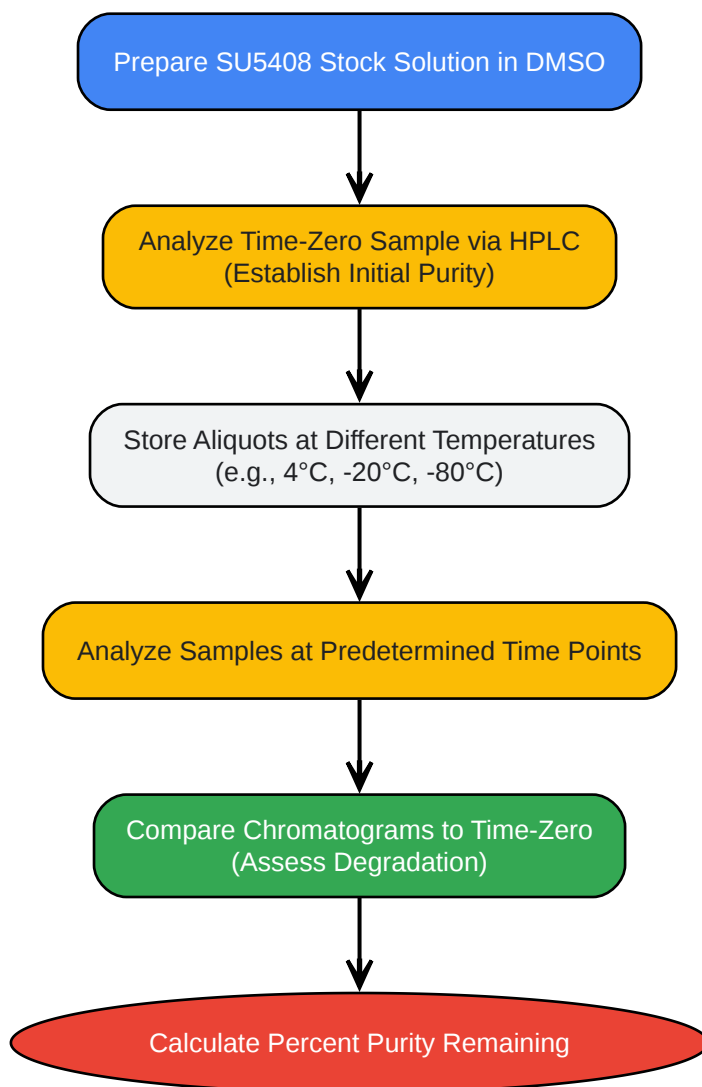 Prepare SU5408 Stock Solution in DMSO
Analyze Time-Zero Sample via HPLC
(Establish Initial Purity)
Store Aliquots at Different Temperatures
(e.g., 4°C, -20°C, -80°C)
Analyze Samples at Predetermined Time Points
Compare Chromatograms to Time-Zero
(Assess Degradation)
Calculate Percent Purity Remaining